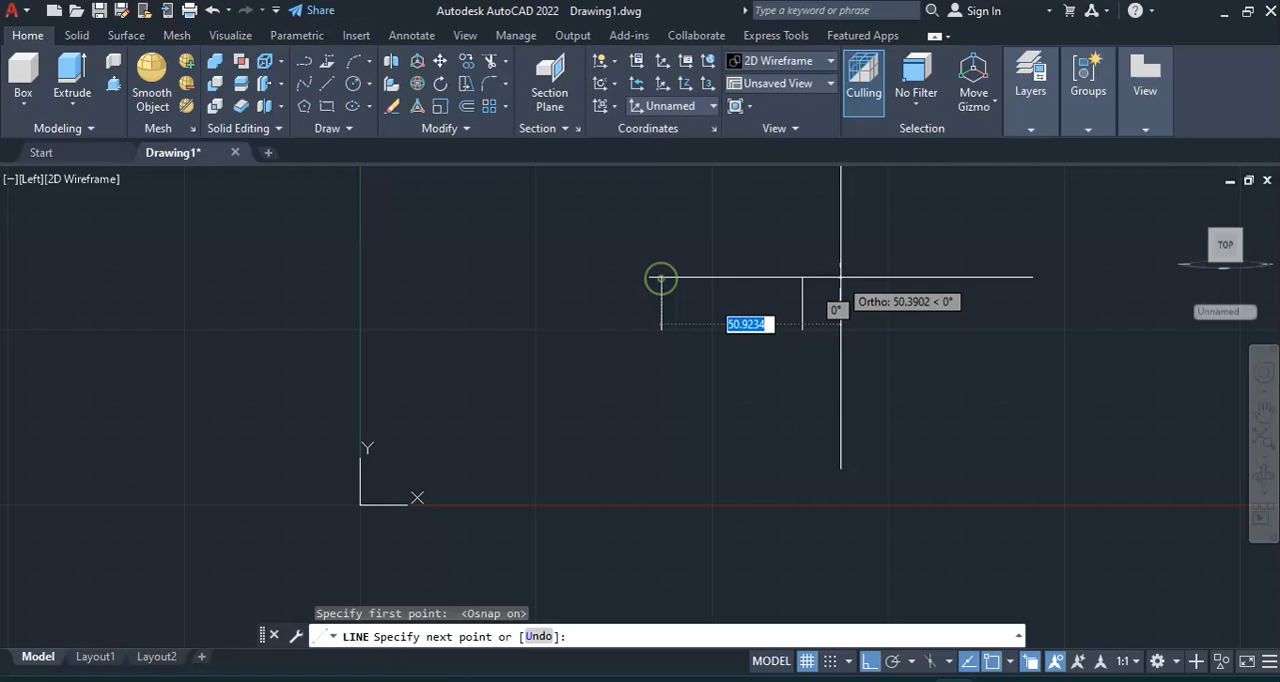 Share
Autodesk AutoCAD 2022 Drawing1.dwg
Type a keyword or phrase
Sign In
Home Solid Surface Mesh Visualize Parametric Insert Annotate View Manage Output Add-ins Collaborate Express Tools Featured Apps
Box
Extrude
Smooth
Object
Section
Plane
Unnamed
2D Wireframe
Unsaved View
Culling
No Filter
Move
Gizmo
Layers
Groups
View
Modeling Mesh Solid Editing Draw Modify Section Coordinates View Selection
Start Drawing1*
[−][Left][2D Wireframe]
TOP
Unnamed
0°
Ortho: 50.3902 < 0°
50.9234
Y
X
Specify first point: <Osnap on>
LINE Specify next point or [Undo]:
Model Layout1 Layout2
MODEL 1:1